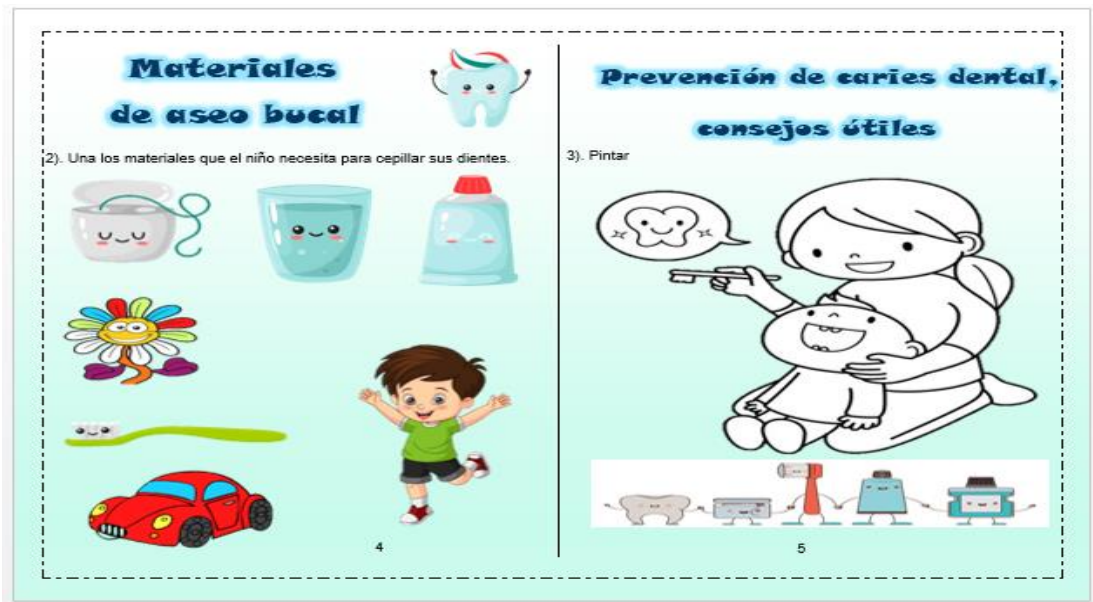 Materiales
de aseo bucal
2). Una los materiales que el niño necesita para cepillar sus dientes.
4
Prevención de caries dental,
consejos útiles
3). Pintar
5